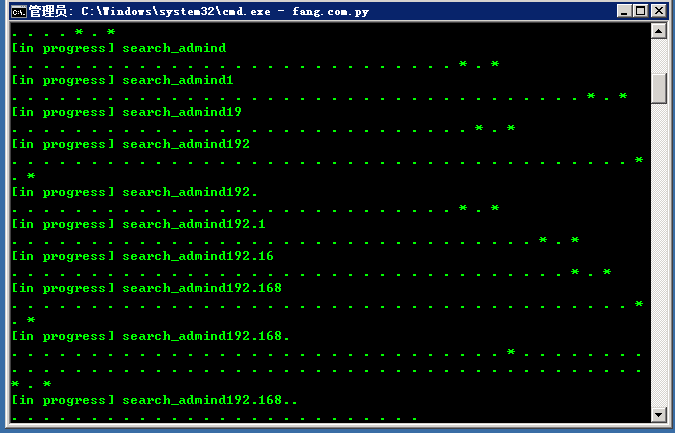 管理员: C:\Windows\system32\cmd.exe - fang.com.py
. . . . * . *
[in progress] search_admind
. . . . . . . . . . . . . . . . . . . . . . . . . . . . * . *
[in progress] search_admind1
. . . . . . . . . . . . . . . . . . . . . . . . . . . . . . . . . . . . * . *
[in progress] search_admind19
. . . . . . . . . . . . . . . . . . . . . . . . . . . . . * . *
[in progress] search_admind192
. . . . . . . . . . . . . . . . . . . . . . . . . . . . . . . . . . . . . . . *
. *
[in progress] search_admind192.
. . . . . . . . . . . . . . . . . . . . . . . . . . . . * . *
[in progress] search_admind192.1
. . . . . . . . . . . . . . . . . . . . . . . . . . . . . . . . . * . *
[in progress] search_admind192.16
. . . . . . . . . . . . . . . . . . . . . . . . . . . . . . . . . . . * . *
[in progress] search_admind192.168
. . . . . . . . . . . . . . . . . . . . . . . . . . . . . . . . . . . . . . . *
. *
[in progress] search_admind192.168.
. . . . . . . . . . . . . . . . . . . . . . . . . . . . . . . * . . . . . . . .
. . . . . . . . . . . . . . . . . . . . . . . . . . . . . . . . . . . . . . . .
* . *
[in progress] search_admind192.168..
. . . . . . . . . . . . . . . . . . . . . . . . . .